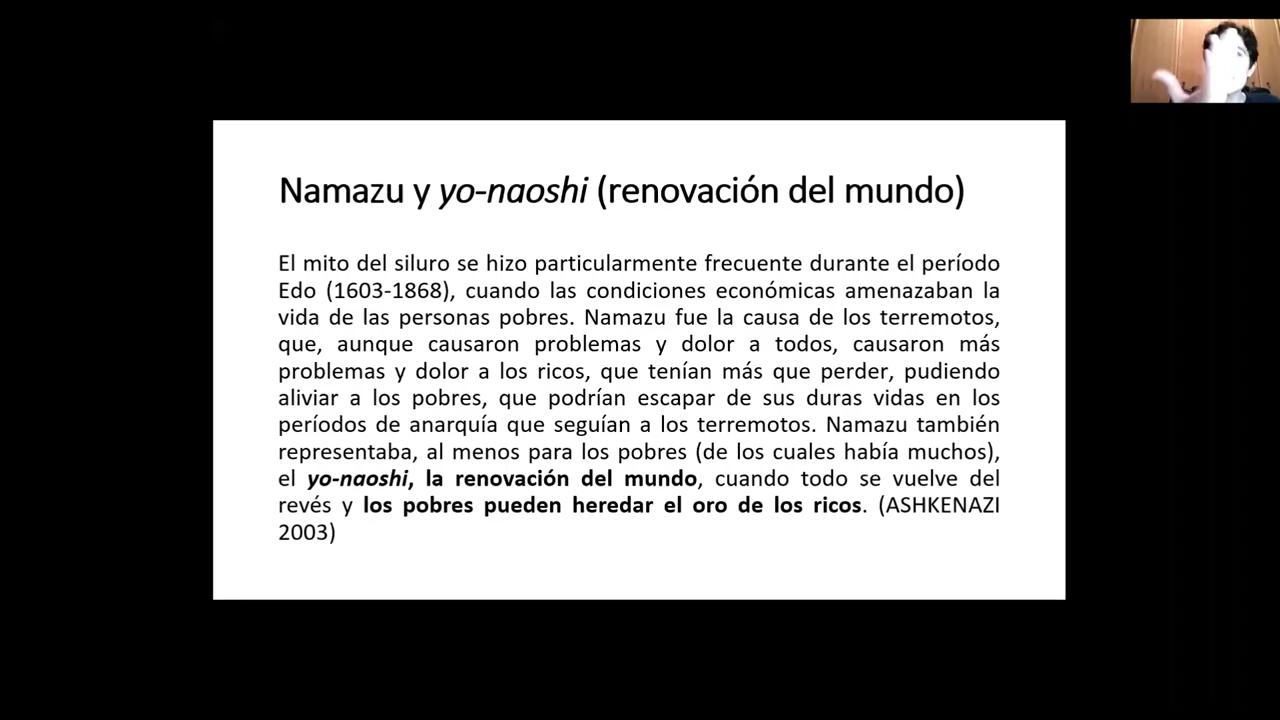 Namazu y yo-naoshi (renovación del mundo)
El mito del siluro se hizo particularmente frecuente durante el período
Edo (1603-1868), cuando las condiciones económicas amenazaban la
vida de las personas pobres. Namazu fue la causa de los terremotos,
que, aunque causaron problemas y dolor a todos, causaron más
problemas y dolor a los ricos, que tenían más que perder, pudiendo
aliviar a los pobres, que podrían escapar de sus duras vidas en los
períodos de anarquía que seguían a los terremotos. Namazu también
representaba, al menos para los pobres (de los cuales había muchos),
el yo-naoshi, la renovación del mundo, cuando todo se vuelve del
revés y los pobres pueden heredar el oro de los ricos. (ASHKENAZI
2003)